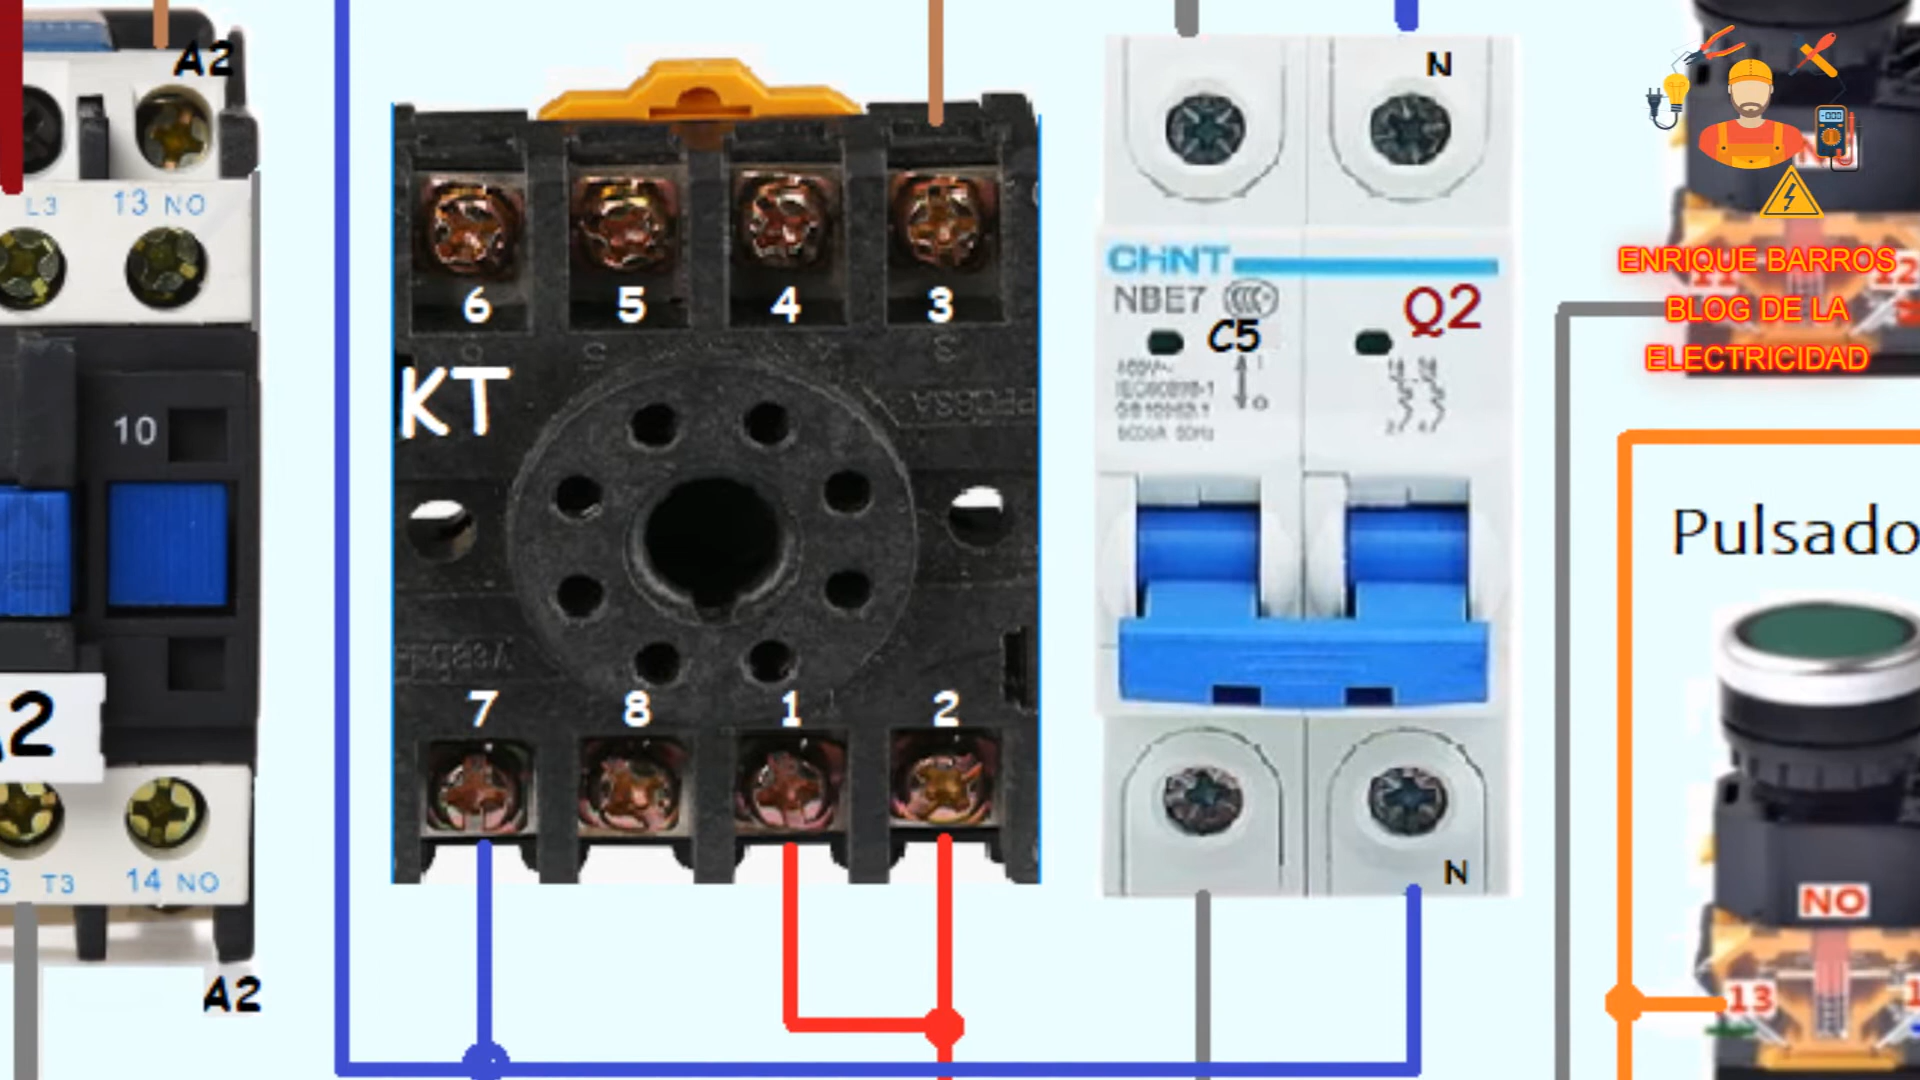 A2
L3 13 NO
10
2
6 T3 14 NO
A2
6 5 4 3
KT
7 8 1 2
N
CHNT
NBE7
Q2
C5
N
ENRIQUE BARROS
BLOG DE LA
ELECTRICIDAD
Pulsado
NO
13